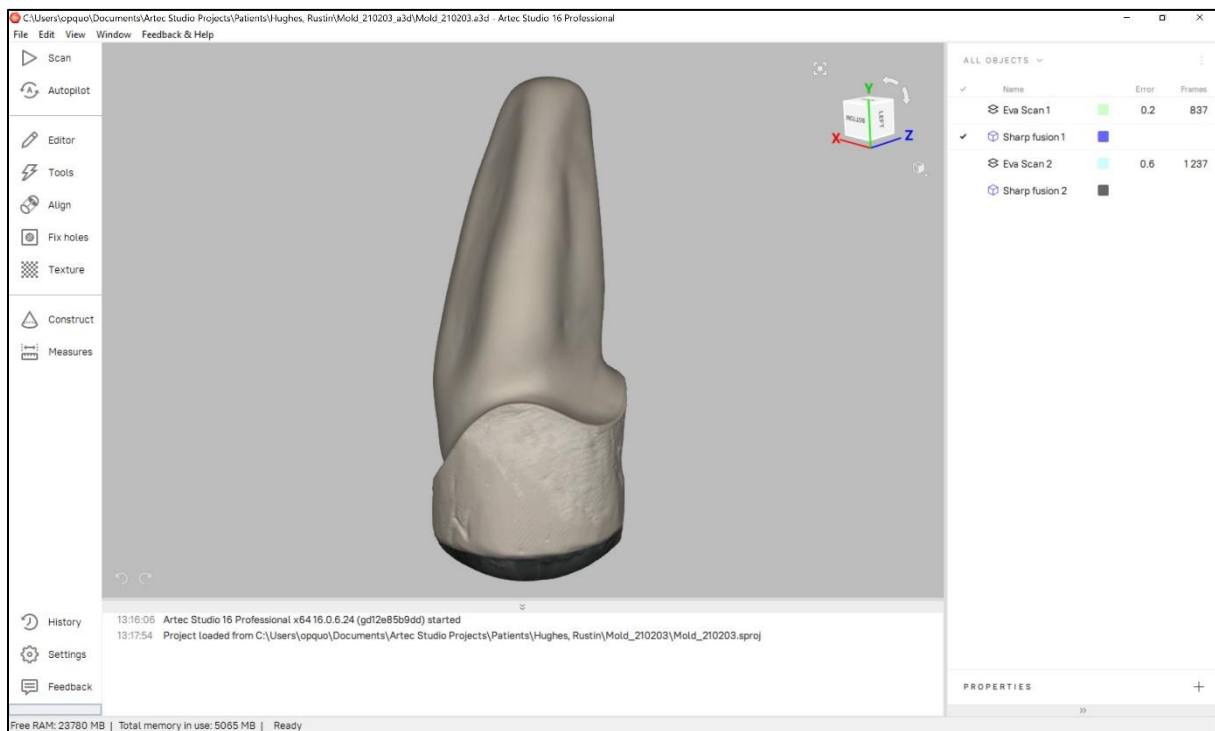 C:\Users\opquo\Documents\Artec Studio Projects\Patients\Hughes, Rustin\Mold_210203_a3d\Mold_210203.a3d - Artec Studio 16 Professional
File Edit View Window Feedback & Help
Scan
Autopilot
Editor
Tools
Align
Fix holes
Texture
Construct
Measures
History
Settings
Feedback
Y
BOTTOM
LEFT
X
Z
ALL OBJECTS
Name Error Frames
Eva Scan 1 0.2 837
Sharp fusion 1
Eva Scan 2 0.6 1 237
Sharp fusion 2
13:16:06 Artec Studio 16 Professional x64 16.0.6.24 (gd12e85b9dd) started
13:17:54 Project loaded from C:\Users\opquo\Documents\Artec Studio Projects\Patients\Hughes, Rustin\Mold_210203\Mold_210203.sproj
PROPERTIES
Free RAM: 23780 MB | Total memory in use: 5065 MB | Ready